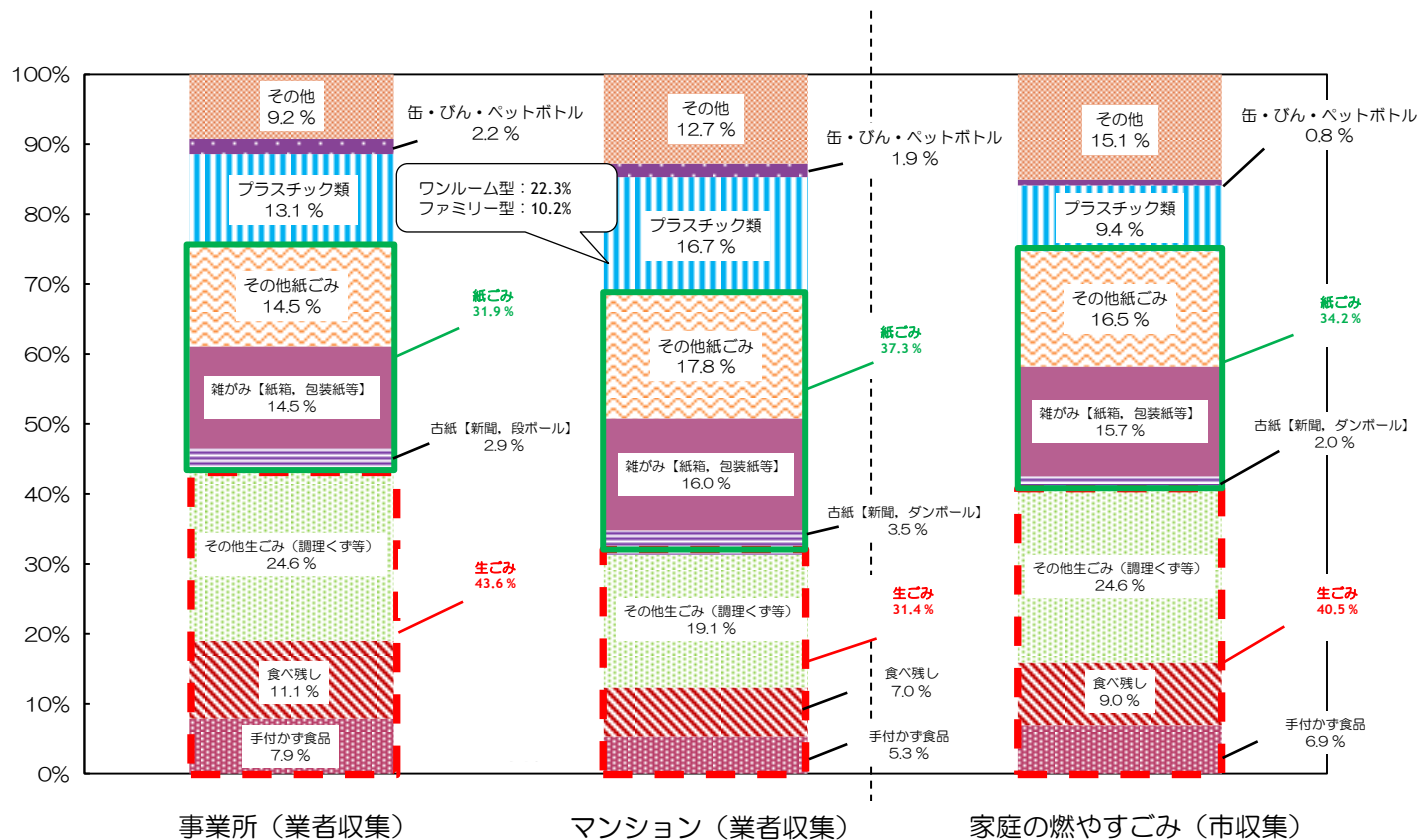 100%
90%
80%
70%
60%
50%
40%
30%
20%
10%
0%
その他
9.2 %
缶・びん・ペットボトル
2.2 %
プラスチック類
13.1 %
その他紙ごみ
14.5 %
紙ごみ
31.9 %
雑がみ【紙箱，包装紙等】
14.5 %
古紙【新聞，段ボール】
2.9 %
その他生ごみ（調理くず等）
24.6 %
生ごみ
43.6 %
食べ残し
11.1 %
手付かず食品
7.9 %
事業所（業者収集）
その他
12.7 %
缶・びん・ペットボトル
1.9 %
ワンルーム型：22.3%
ファミリー型：10.2%
プラスチック類
16.7 %
その他紙ごみ
17.8 %
紙ごみ
37.3 %
雑がみ【紙箱，包装紙等】
16.0 %
古紙【新聞，ダンボール】
3.5 %
その他生ごみ（調理くず等）
19.1 %
生ごみ
31.4 %
食べ残し
7.0 %
手付かず食品
5.3 %
マンション（業者収集）
その他
15.1 %
缶・びん・ペットボトル
0.8 %
プラスチック類
9.4 %
その他紙ごみ
16.5 %
紙ごみ
34.2 %
雑がみ【紙箱，包装紙等】
15.7 %
古紙【新聞，ダンボール】
2.0 %
その他生ごみ（調理くず等）
24.6 %
生ごみ
40.5 %
食べ残し
9.0 %
手付かず食品
6.9 %
家庭の燃やすごみ（市収集）